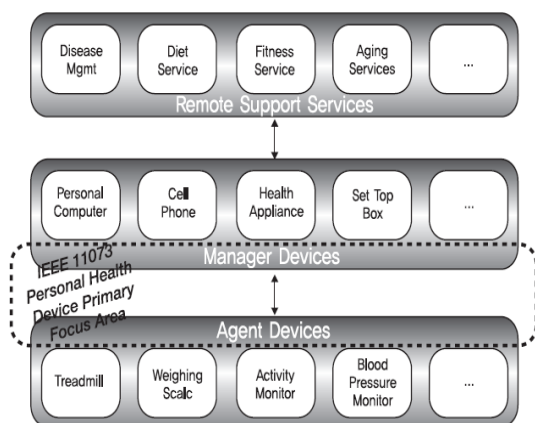 Disease
Mgmt
Diet
Service
Fitness
Service
Aging
Services
...
Remote Support Services
Personal
Computer
Cell
Phone
Health
Appliance
Set Top
Box
...
Manager Devices
IEEE 11073
Personal Health
Device Primary
Focus Area
Agent Devices
Treadmill
Weighing
Scale
Activity
Monitor
Blood
Pressure
Monitor
...